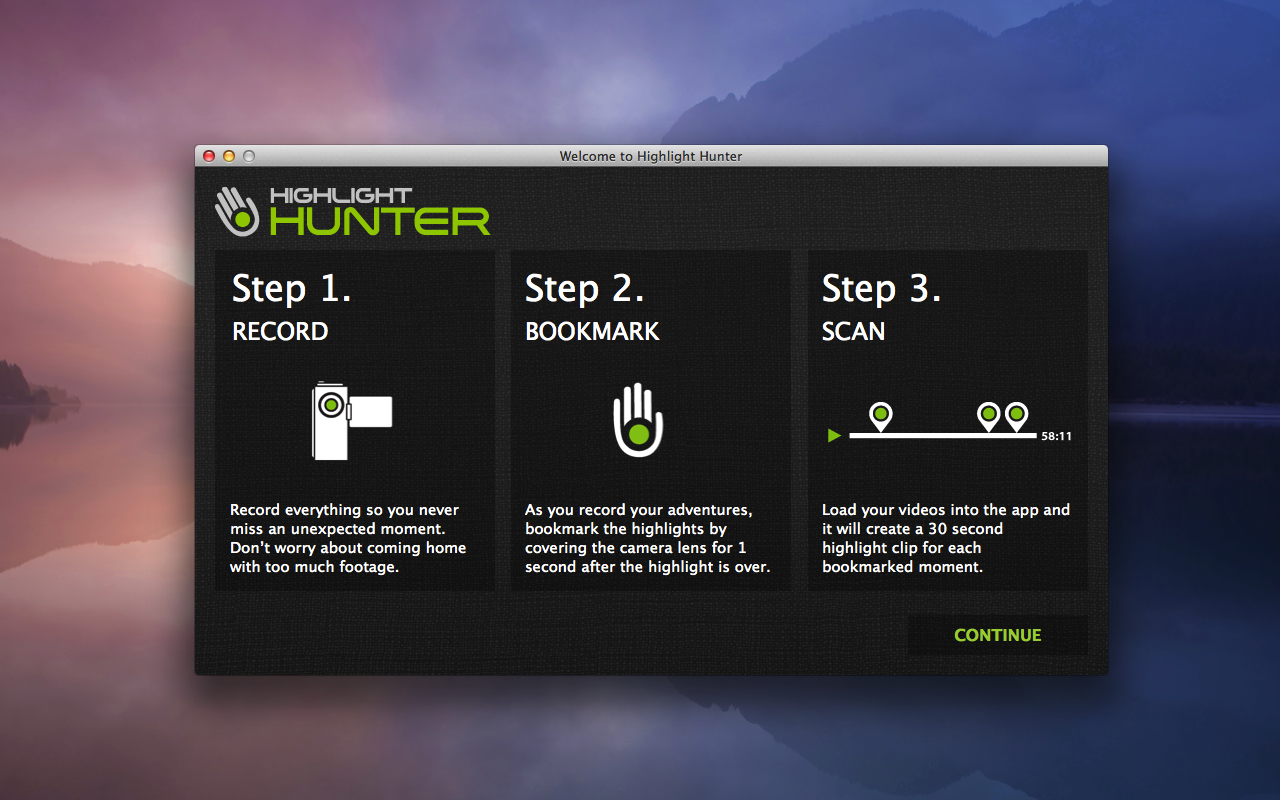 Welcome to Highlight Hunter
HIGHLIGHT
HUNTER
Step 1.
RECORD
Record everything so you never
miss an unexpected moment.
Don't worry about coming home
with too much footage.
Step 2.
BOOKMARK
As you record your adventures,
bookmark the highlights by
covering the camera lens for 1
second after the highlight is over.
Step 3.
SCAN
58:11
Load your videos into the app and
it will create a 30 second
highlight clip for each
bookmarked moment.
CONTINUE